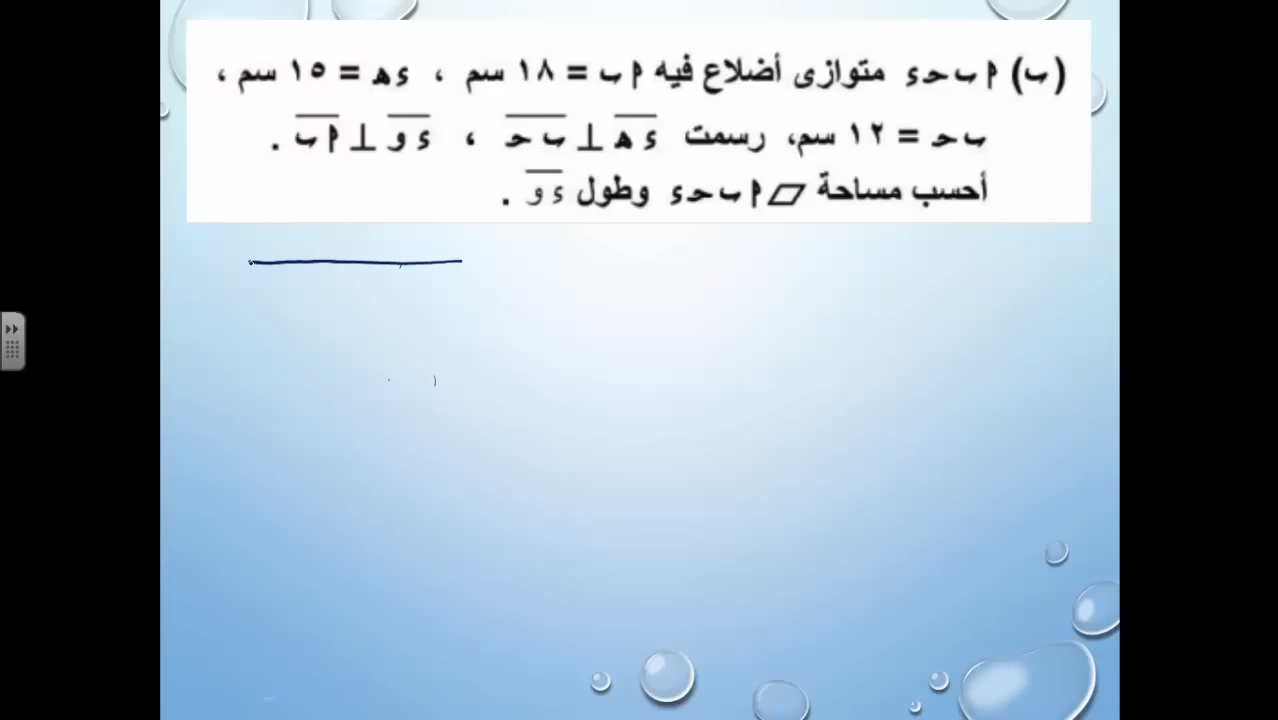 (ب) ا ب حـ ء متوازى أضلاع فيه ا ب = ١٨ سم ، ء هـ = ١٥ سم ،
ب حـ = ١٢ سم، رسمت ء هـ ⊥ ب حـ ، ء و ⊥ ا ب .
أحسب مساحة ▱ ا ب حـ ء وطول ء و .